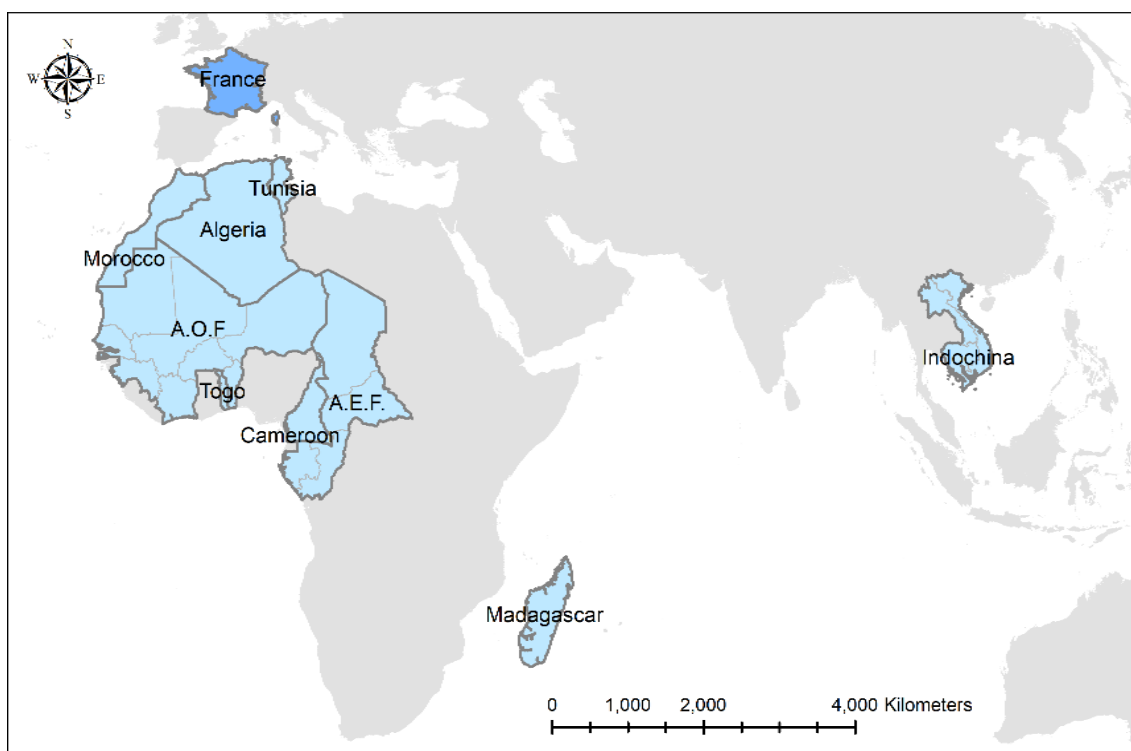 N
W E
S
France
Tunisia
Algeria
Morocco
A.O.F
Togo
A.E.F.
Cameroon
Indochina
Madagascar
0 1,000 2,000 4,000 Kilometers